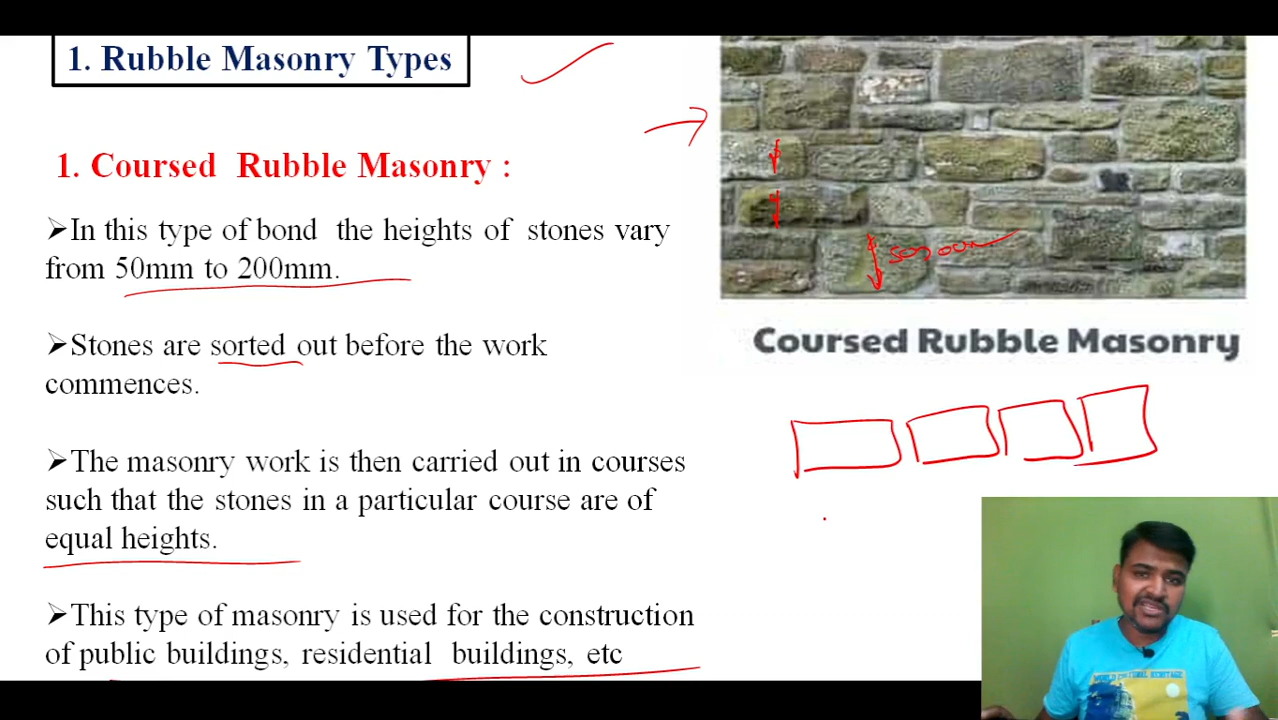 1. Rubble Masonry Types
1. Coursed Rubble Masonry :
➢In this type of bond the heights of stones vary
from 50mm to 200mm.
➢Stones are sorted out before the work
commences.
➢The masonry work is then carried out in courses
such that the stones in a particular course are of
equal heights.
➢This type of masonry is used for the construction
of public buildings, residential buildings, etc
Coursed Rubble Masonry
WORLD CULTURAL HERITAGE